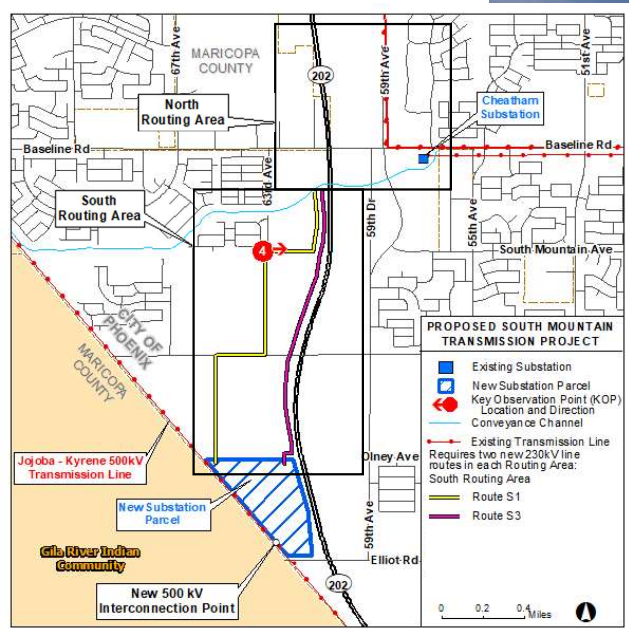 67th Ave
MARICOPA
COUNTY
202
59th Ave
51st Ave
North
Routing Area
Cheatham
Substation
Baseline Rd
Baseline Rd
63rd Ave
South
Routing Area
59th Dr
55th Ave
4
South Mountain Ave
CITY OF
PHOENIX
MARICOPA
COUNTY
PROPOSED SOUTH MOUNTAIN
TRANSMISSION PROJECT
Existing Substation
New Substation Parcel
Key Observation Point (KOP)
Location and Direction
Conveyance Channel
Existing Transmission Line
Requires two new 230kV line
routes in each Routing Area:
South Routing Area
Route S1
Route S3
Jojoba - Kyrene 500kV
Transmission Line
Olney Ave
New Substation
Parcel
59th Ave
Gila River Indian
Community
Elliot Rd
New 500 kV
Interconnection Point
202
0 0.2 0.4
Miles